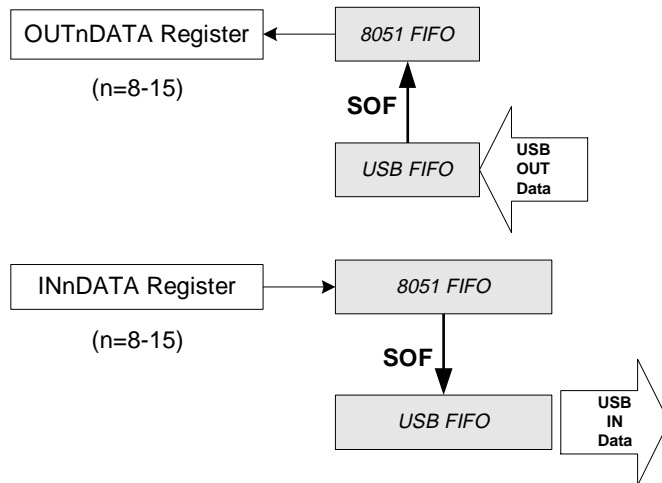 OUTnDATA Register
8051 FIFO
(n=8-15)
SOF
USB FIFO
USB
OUT
Data
INnDATA Register
8051 FIFO
(n=8-15)
SOF
USB FIFO
USB
IN
Data